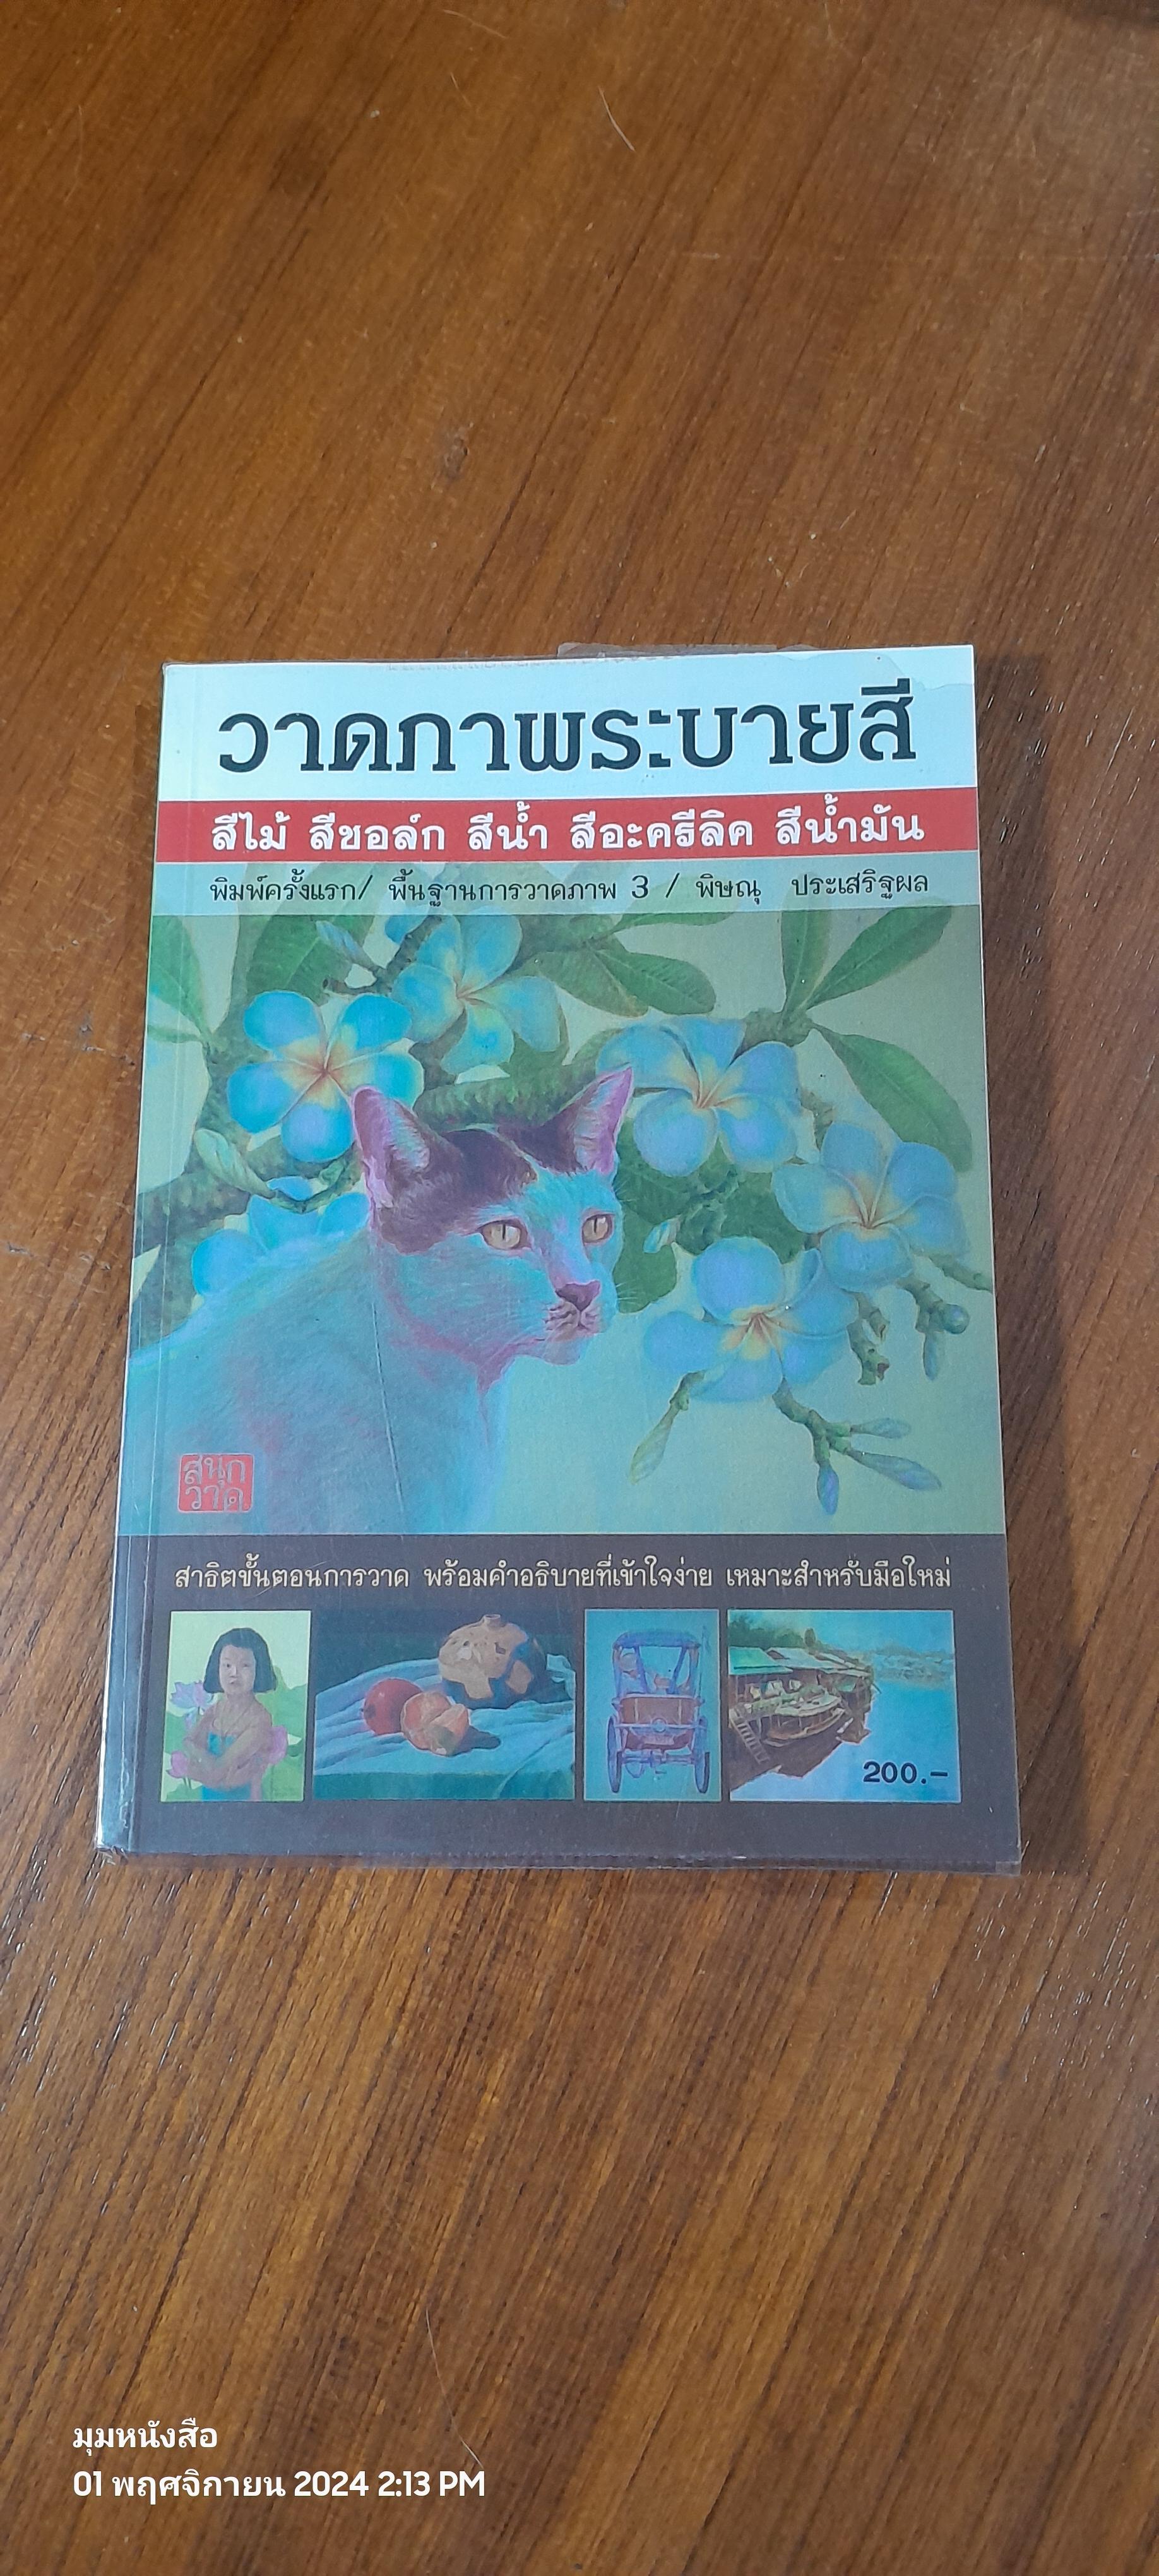 วาดภาพระบายสี
สีไม้ สีชอล์ก สีน้ำ สีอะครีลิค สีน้ำมัน
พิมพ์ครั้งแรก/ พื้นฐานการวาดภาพ 3 / พิษณุ ประเสริฐผล
สนุก
วาด
สาธิตขั้นตอนการวาด พร้อมคำอธิบายที่เข้าใจง่าย เหมาะสำหรับมือใหม่
200.-
มุมหนังสือ
01 พฤศจิกายน 2024 2:13 PM